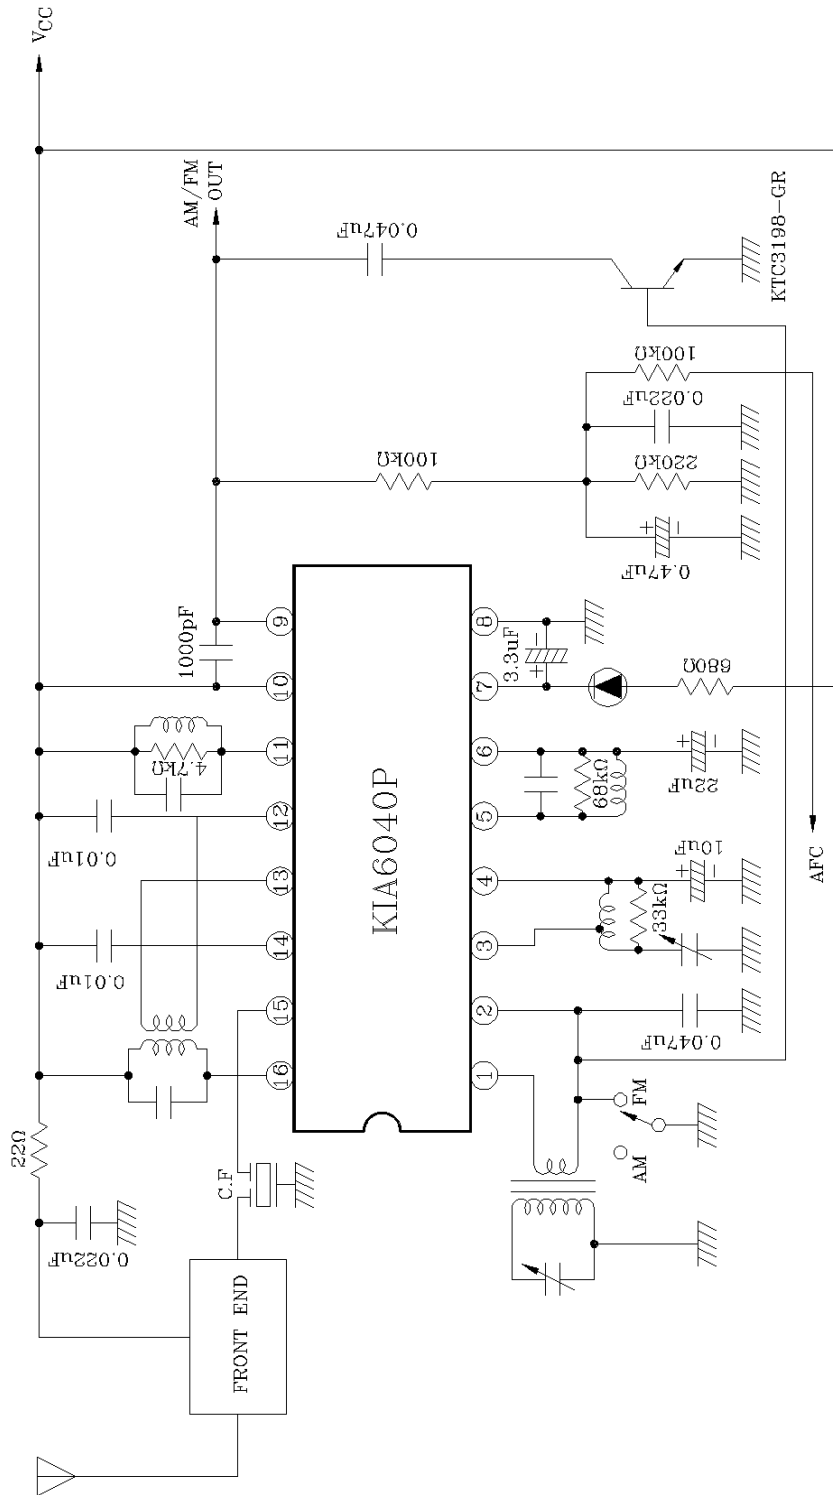 VCC
AM/FM
OUT
0.047uF
KTC3198-GR
100kΩ
0.022uF
220kΩ
0.47uF
100kΩ
1000pF
9
10
11
12
13
14
15
16
8
7
6
5
4
3
2
1
KIA6040P
3.3uF
680Ω
4.7kΩ
68kΩ
22uF
0.01uF
0.01uF
10uF
AFC
33kΩ
0.047uF
FM
AM
22Ω
C.F
0.022uF
FRONT END